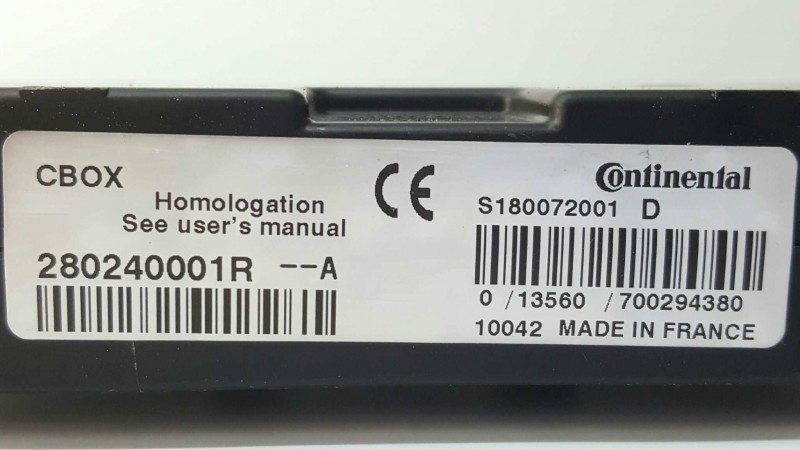 CBOX
Homologation
See user's manual
280240001R --A
CE
Continental
S180072001 D
0 /13560 /700294380
10042 MADE IN FRANCE